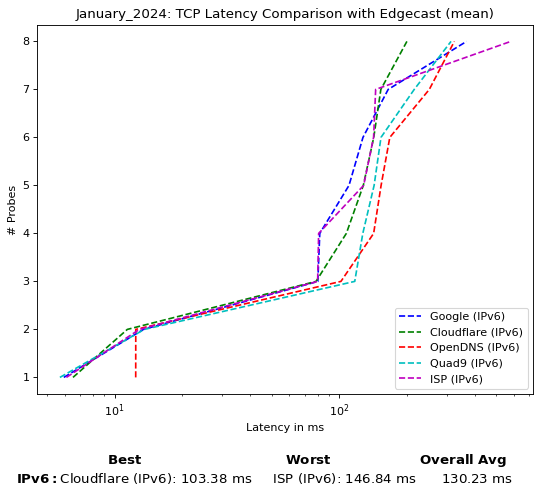 January_2024: TCP Latency Comparison with Edgecast (mean)
# Probes
8
7
6
5
4
3
2
1
Google (IPv6)
Cloudflare (IPv6)
OpenDNS (IPv6)
Quad9 (IPv6)
ISP (IPv6)
10¹ 10²
Latency in ms
Best Worst Overall Avg
IPv6: Cloudflare (IPv6): 103.38 ms ISP (IPv6): 146.84 ms 130.23 ms